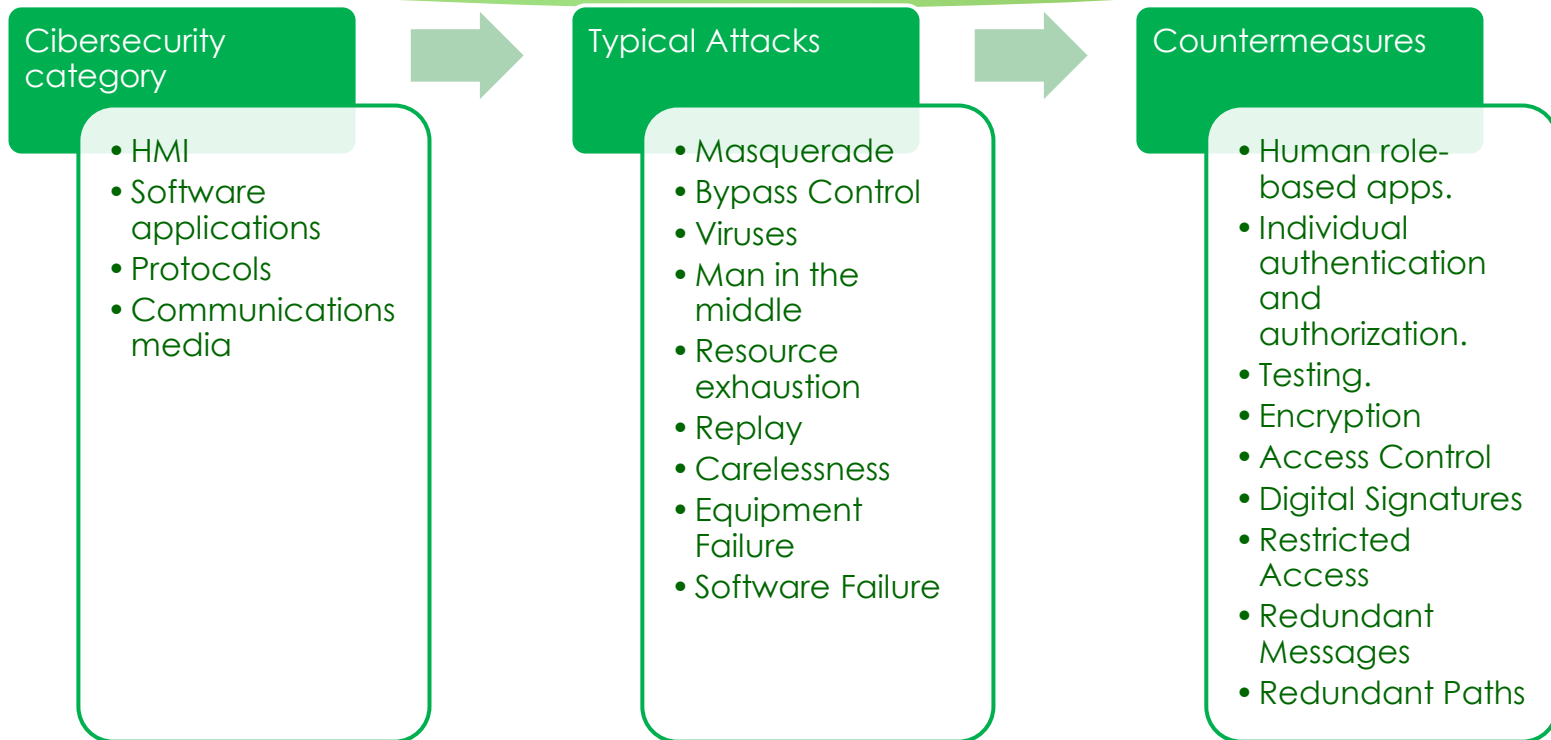 Cibersecurity
category
• HMI
• Software
applications
• Protocols
• Communications
media
Typical Attacks
• Masquerade
• Bypass Control
• Viruses
• Man in the
middle
• Resource
exhaustion
• Replay
• Carelessness
• Equipment
Failure
• Software Failure
Countermeasures
• Human role-
based apps.
• Individual
authentication
and
authorization.
• Testing.
• Encryption
• Access Control
• Digital Signatures
• Restricted
Access
• Redundant
Messages
• Redundant Paths